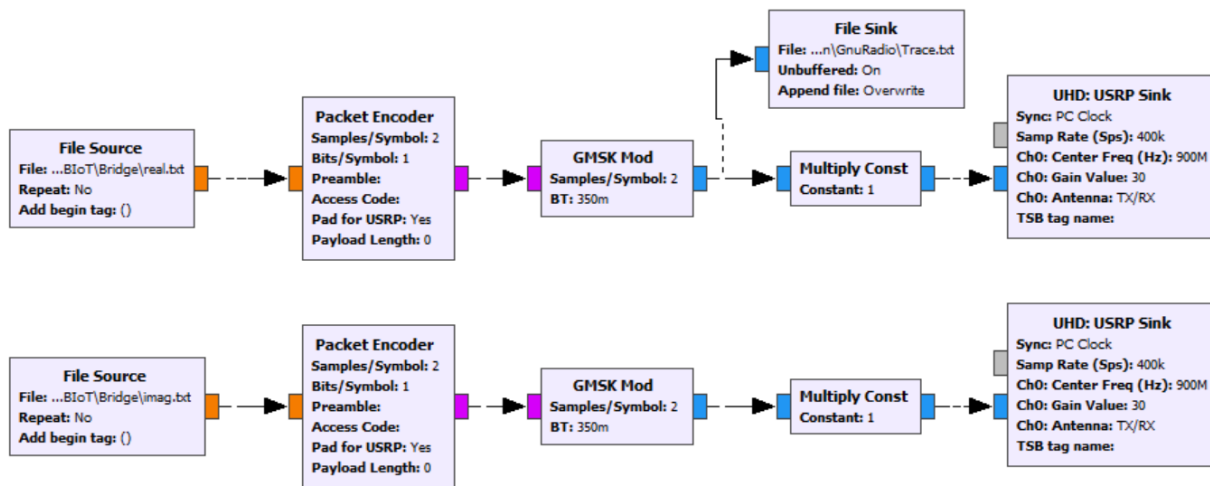 File Sink
File: ...n\GnuRadio\Trace.txt
Unbuffered: On
Append file: Overwrite
File Source
File: ...BIoT\Bridge\real.txt
Repeat: No
Add begin tag: ()
Packet Encoder
Samples/Symbol: 2
Bits/Symbol: 1
Preamble:
Access Code:
Pad for USRP: Yes
Payload Length: 0
GMSK Mod
Samples/Symbol: 2
BT: 350m
Multiply Const
Constant: 1
UHD: USRP Sink
Sync: PC Clock
Samp Rate (Sps): 400k
Ch0: Center Freq (Hz): 900M
Ch0: Gain Value: 30
Ch0: Antenna: TX/RX
TSB tag name:
File Source
File: ...BIoT\Bridge\imag.txt
Repeat: No
Add begin tag: ()
Packet Encoder
Samples/Symbol: 2
Bits/Symbol: 1
Preamble:
Access Code:
Pad for USRP: Yes
Payload Length: 0
GMSK Mod
Samples/Symbol: 2
BT: 350m
Multiply Const
Constant: 1
UHD: USRP Sink
Sync: PC Clock
Samp Rate (Sps): 400k
Ch0: Center Freq (Hz): 900M
Ch0: Gain Value: 30
Ch0: Antenna: TX/RX
TSB tag name: